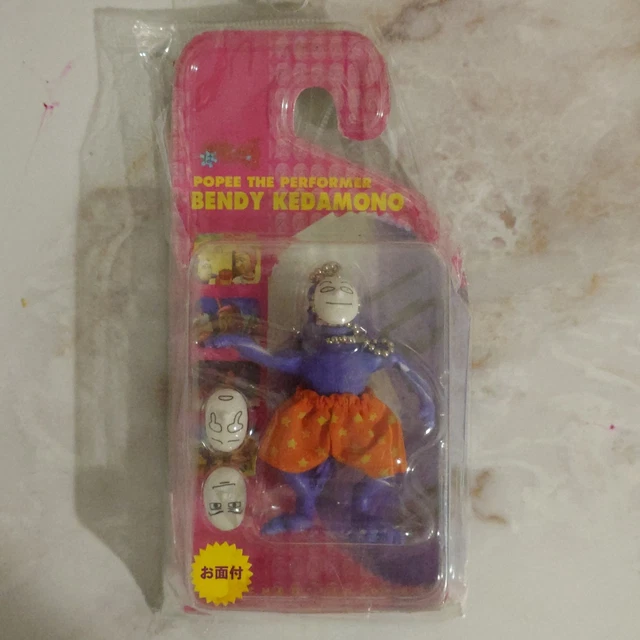 POPEE THE PERFORMER
BENDY KEDAMONO
お面付